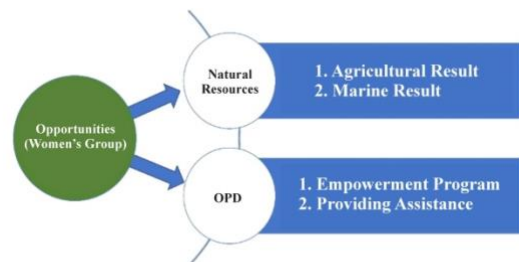 Opportunities
(Women's Group)
Natural
Resources
1. Agricultural Result
2. Marine Result
OPD
1. Empowerment Program
2. Providing Assistance